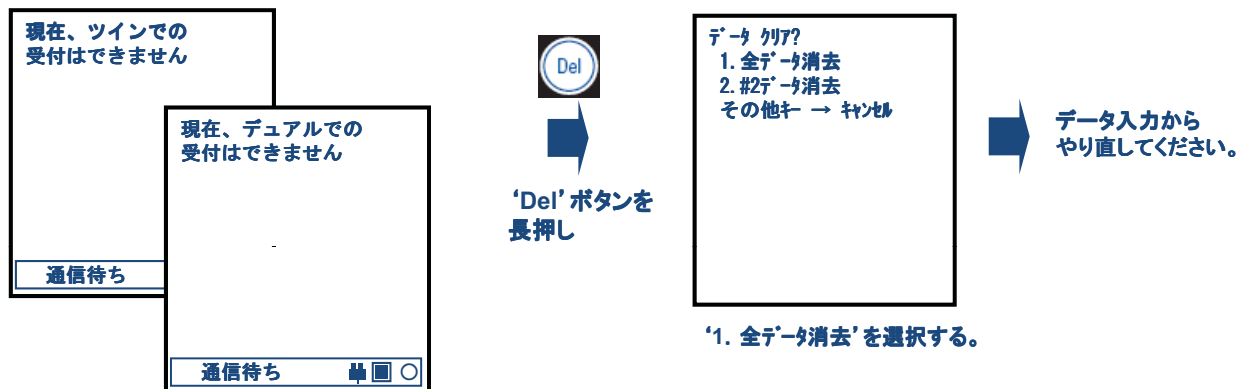 現在、ツインでの
受付はできません
通信待ち
現在、デュアルでの
受付はできません
通信待ち
Del
‘Del’ボタンを
長押し
ﾃﾞｰﾀ ｸﾘｱ?
1. 全ﾃﾞｰﾀ消去
2. #2ﾃﾞｰﾀ消去
その他ｷｰ → ｷｬﾝｾﾙ
‘1. 全ﾃﾞｰﾀ消去’を選択する。
データ入力から
やり直してください。